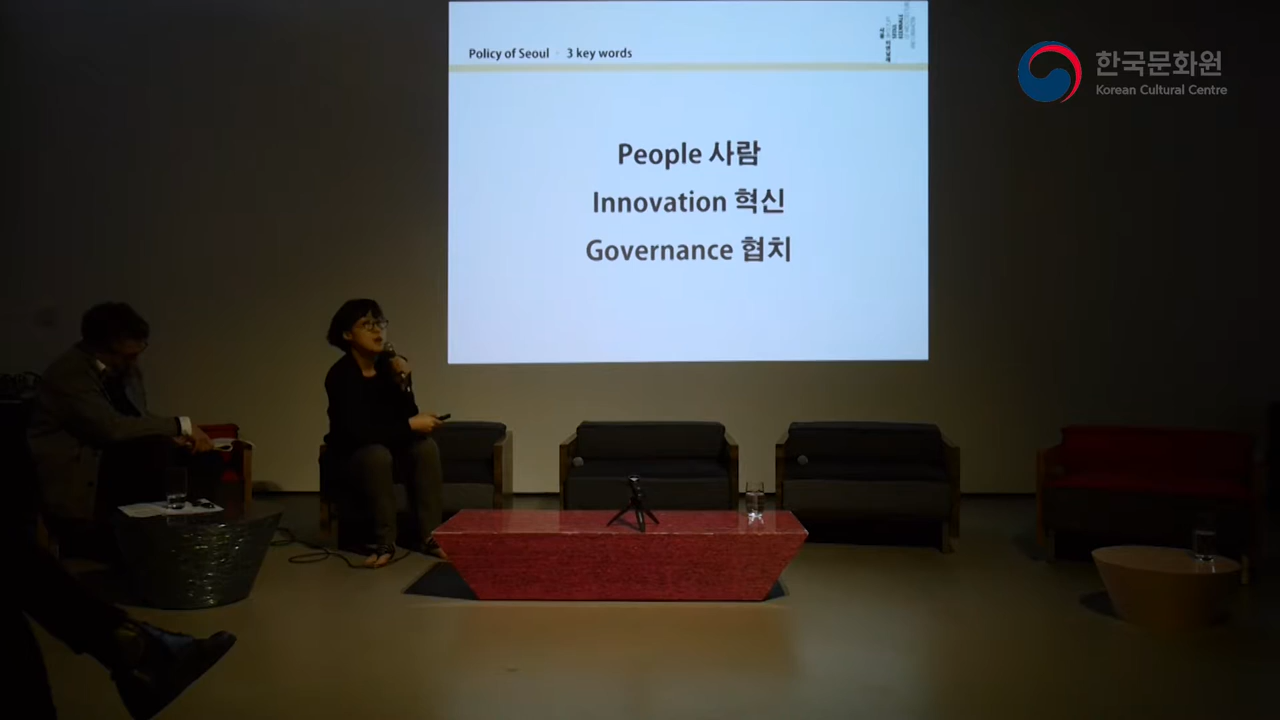 Policy of Seoul · 3 key words
People 사람
Innovation 혁신
Governance 협치
한국문화원
Korean Cultural Centre